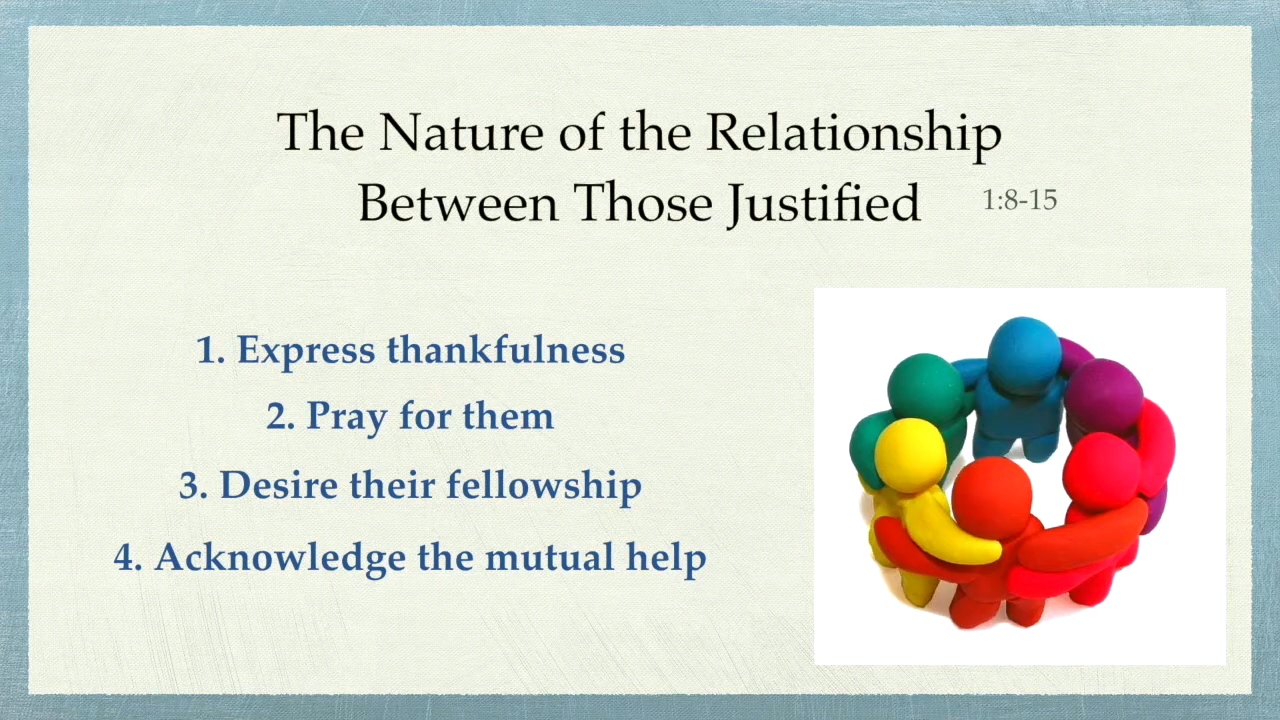 The Nature of the Relationship
Between Those Justified 1:8-15
1. Express thankfulness
2. Pray for them
3. Desire their fellowship
4. Acknowledge the mutual help